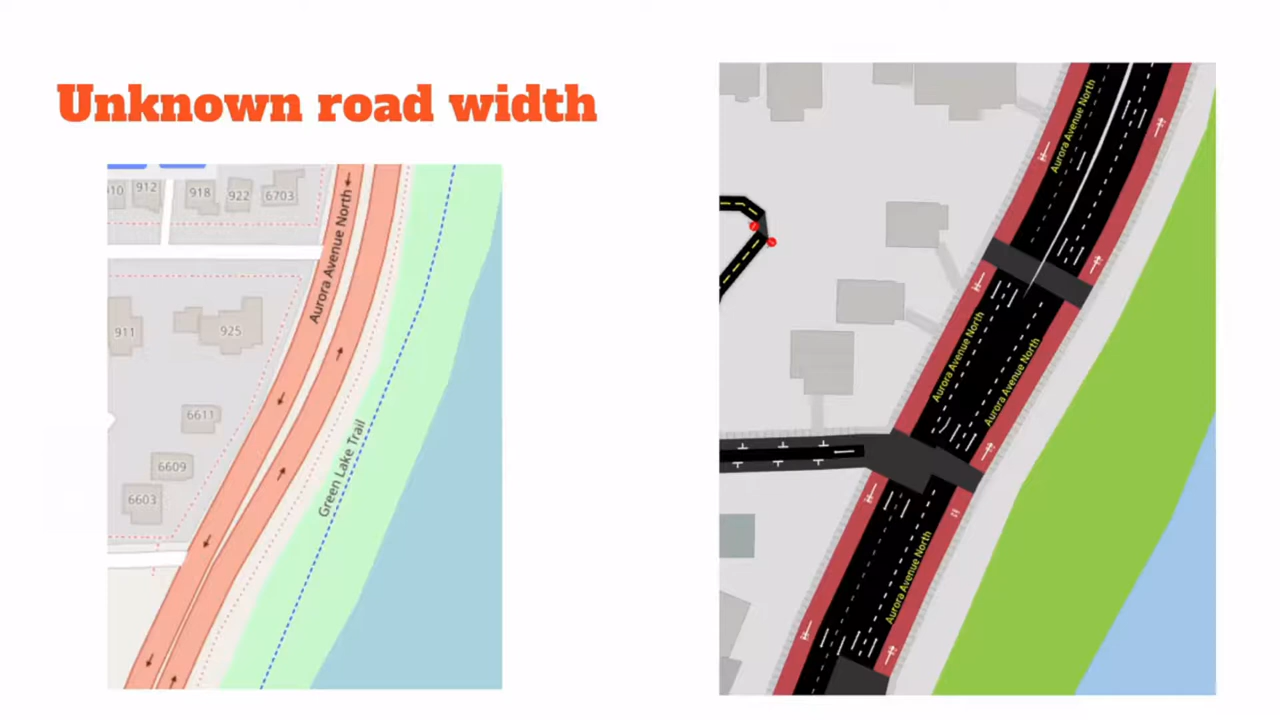 Unknown road width
912
918
922
6703
Aurora Avenue North
911
925
6611
6609
6603
Green Lake Trail
Aurora Avenue North
Aurora Avenue North
Aurora Avenue North
Aurora Avenue North